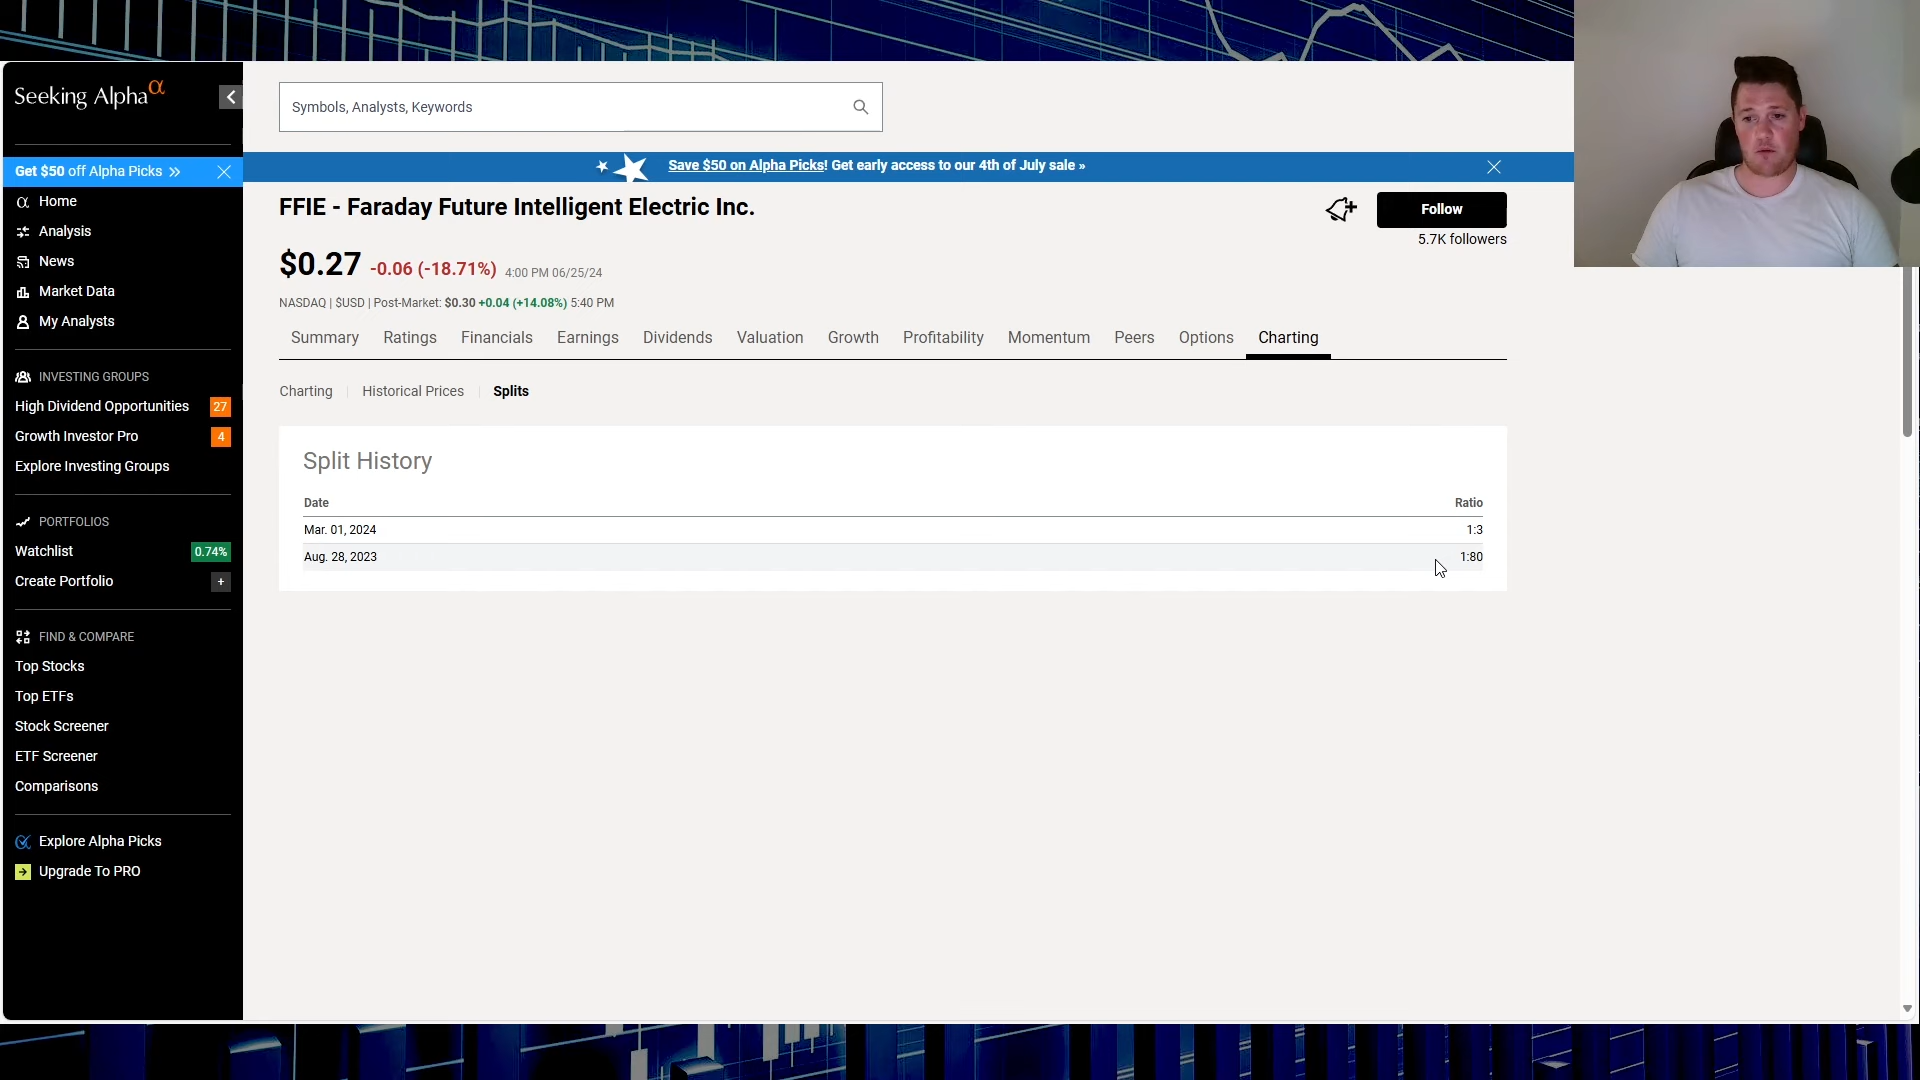 Seeking Alpha α
Symbols, Analysts, Keywords
Get $50 off Alpha Picks »
Save $50 on Alpha Picks! Get early access to our 4th of July sale »
Home
Analysis
News
Market Data
My Analysts
INVESTING GROUPS
High Dividend Opportunities 27
Growth Investor Pro 4
Explore Investing Groups
PORTFOLIOS
Watchlist 0.74%
Create Portfolio +
FIND & COMPARE
Top Stocks
Top ETFs
Stock Screener
ETF Screener
Comparisons
Explore Alpha Picks
Upgrade To PRO
FFIE - Faraday Future Intelligent Electric Inc.
Follow
5.7K followers
$0.27 -0.06 (-18.71%) 4:00 PM 06/25/24
NASDAQ | $USD | Post-Market: $0.30 +0.04 (+14.08%) 5:40 PM
Summary Ratings Financials Earnings Dividends Valuation Growth Profitability Momentum Peers Options Charting
Charting | Historical Prices | Splits
Split History
Date Ratio
Mar. 01, 2024 1:3
Aug. 28, 2023 1:80